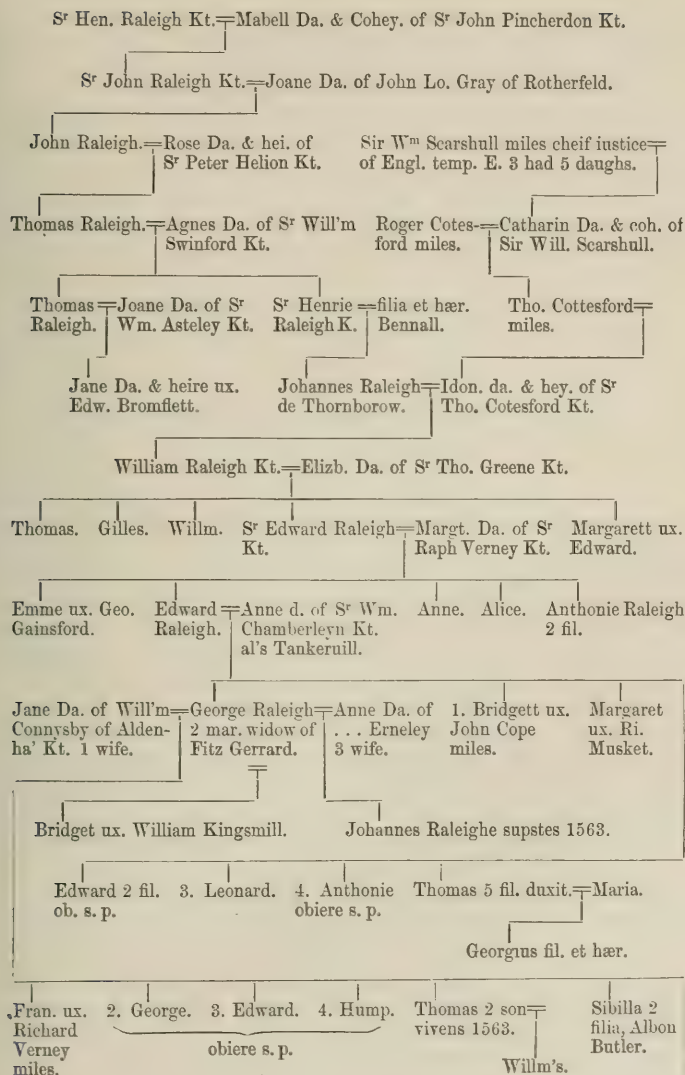 Sʳ Hen. Raleigh Kt.=Mabell Da. & Cohey. of Sʳ John Pincherdon Kt.
Sʳ John Raleigh Kt.=Joane Da. of John Lo. Gray of Rotherfeld.
John Raleigh.=Rose Da. & hei. of Sir Wᵐ Scarshull miles cheif iustice=
Sʳ Peter Helion Kt. of Engl. temp. E. 3 had 5 daughs.
Thomas Raleigh.=Agnes Da. of Sʳ Will'm Roger Cotes-=Catharin Da. & coh. of
Swinford Kt. ford miles. Sir Will. Scarshull.
Thomas=Joane Da. of Sʳ Sʳ Henrie=filia et hær. Tho. Cottesford=
Raleigh. Wm. Asteley Kt. Raleigh K. Bennall. miles.
Jane Da. & heire ux. Johannes Raleigh=Idon. da. & hey. of Sʳ
Edw. Bromflett. de Thornborow. Tho. Cotesford Kt.
William Raleigh Kt.=Elizb. Da. of Sʳ Tho. Greene Kt.
Thomas. Gilles. Willm. Sʳ Edward Raleigh=Margt. Da. of Sʳ Margarett ux.
Kt. Raph Verney Kt. Edward.
Emme ux. Geo. Edward=Anne d. of Sʳ Wm. Anne. Alice. Anthonie Raleigh
Gainsford. Raleigh. Chamberleyn Kt. 2 fil.
al's Tankeruill.
Jane Da. of Will'm=George Raleigh=Anne Da. of 1. Bridgett ux. Margaret
Connysby of Alden- 2 mar. widow of . . . Erneley John Cope ux. Ri.
ha' Kt. 1 wife. Fitz Gerrard. 3 wife. miles. Musket.
Bridget ux. William Kingsmill. Johannes Raleighe supstes 1563.
Edward 2 fil. 3. Leonard. 4. Anthonie Thomas 5 fil. duxit.=Maria.
ob. s. p. obiere s. p.
Georgius fil. et hær.
Fran. ux. 2. George. 3. Edward. 4. Hump. Thomas 2 son= Sibilla 2
Richard vivens 1563. filia, Albon
Verney obiere s. p. Butler.
miles. Willm's.